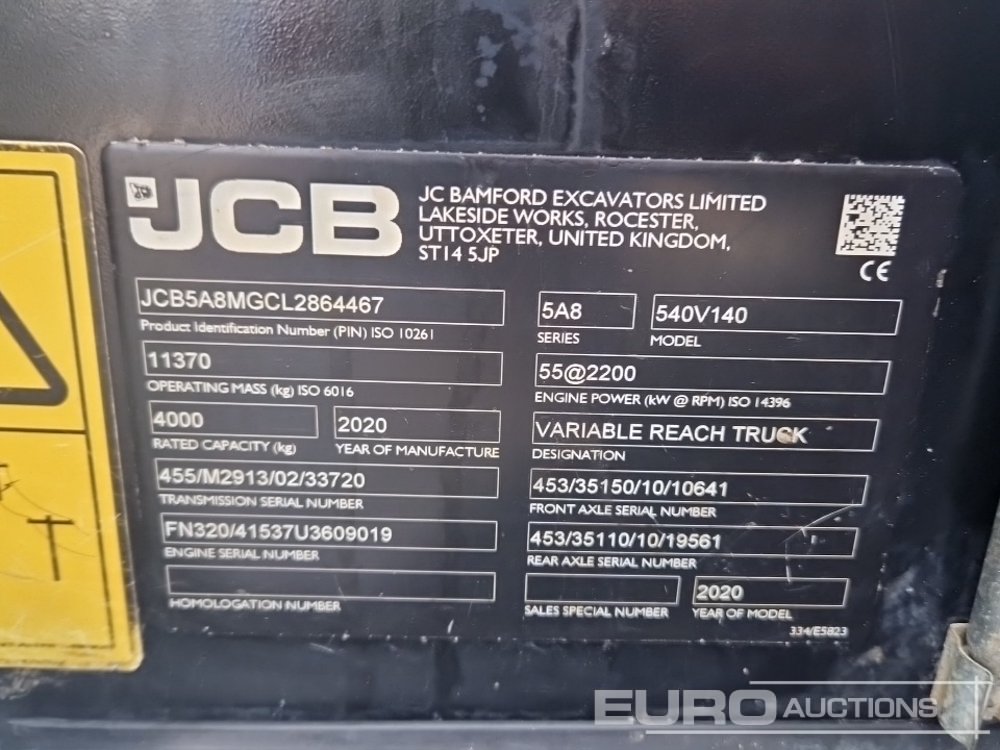 JCB
JC BAMFORD EXCAVATORS LIMITED
LAKESIDE WORKS, ROCESTER,
UTTOXETER, UNITED KINGDOM,
ST14 5JP
CE
JCB5A8MGCL2864467
Product Identification Number (PIN) ISO 10261
5A8
SERIES
540V140
MODEL
11370
OPERATING MASS (kg) ISO 6016
55@2200
ENGINE POWER (kW @ RPM) ISO 14396
4000
RATED CAPACITY (kg)
2020
YEAR OF MANUFACTURE
VARIABLE REACH TRUCK
DESIGNATION
455/M2913/02/33720
TRANSMISSION SERIAL NUMBER
453/35150/10/10641
FRONT AXLE SERIAL NUMBER
FN320/41537U3609019
ENGINE SERIAL NUMBER
453/35110/10/19561
REAR AXLE SERIAL NUMBER
HOMOLOGATION NUMBER
SALES SPECIAL NUMBER
2020
YEAR OF MODEL
334/E5823
EURO AUCTIONS